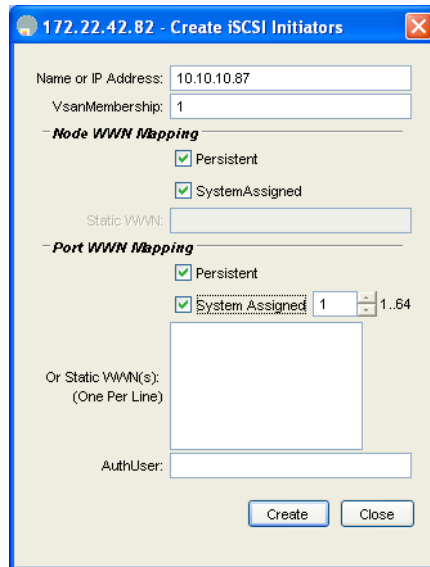 172.22.42.82 - Create iSCSI Initiators
Name or IP Address: 10.10.10.87
VsanMembership: 1
Node WWN Mapping
Persistent
SystemAssigned
Static WWN:
Port WWN Mapping
Persistent
System Assigned 1 1..64
Or Static WWN(s):
(One Per Line)
AuthUser:
Create Close